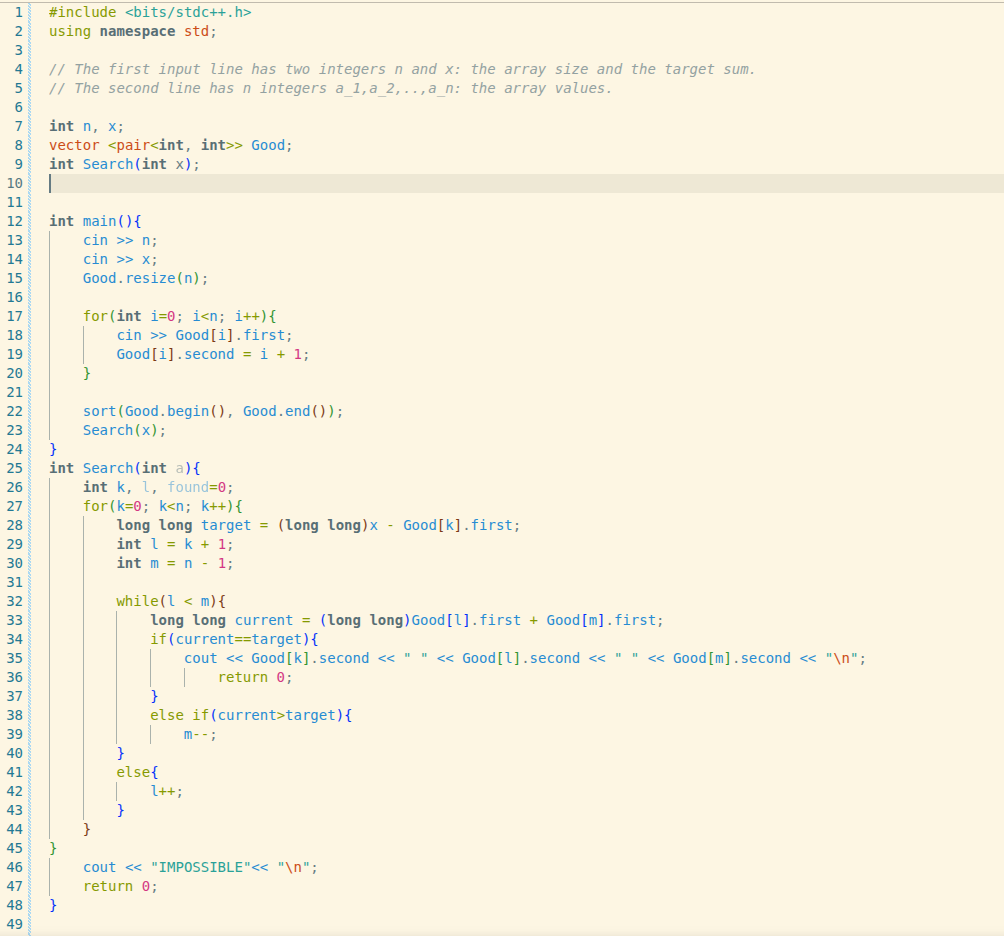 1 #include <bits/stdc++.h>
2 using namespace std;
3
4 // The first input line has two integers n and x: the array size and the target sum.
5 // The second line has n integers a_1,a_2,..,a_n: the array values.
6
7 int n, x;
8 vector <pair<int, int>> Good;
9 int Search(int x);
10
11
12 int main(){
13     cin >> n;
14     cin >> x;
15     Good.resize(n);
16
17     for(int i=0; i<n; i++){
18         cin >> Good[i].first;
19         Good[i].second = i + 1;
20     }
21
22     sort(Good.begin(), Good.end());
23     Search(x);
24 }
25 int Search(int a){
26     int k, l, found=0;
27     for(k=0; k<n; k++){
28         long long target = (long long)x - Good[k].first;
29         int l = k + 1;
30         int m = n - 1;
31
32         while(l < m){
33             long long current = (long long)Good[l].first + Good[m].first;
34             if(current==target){
35                 cout << Good[k].second << " " << Good[l].second << " " << Good[m].second << "\n";
36                     return 0;
37             }
38             else if(current>target){
39                 m--;
40         }
41         else{
42             l++;
43         }
44     }
45 }
46     cout << "IMPOSSIBLE"<< "\n";
47     return 0;
48 }
49